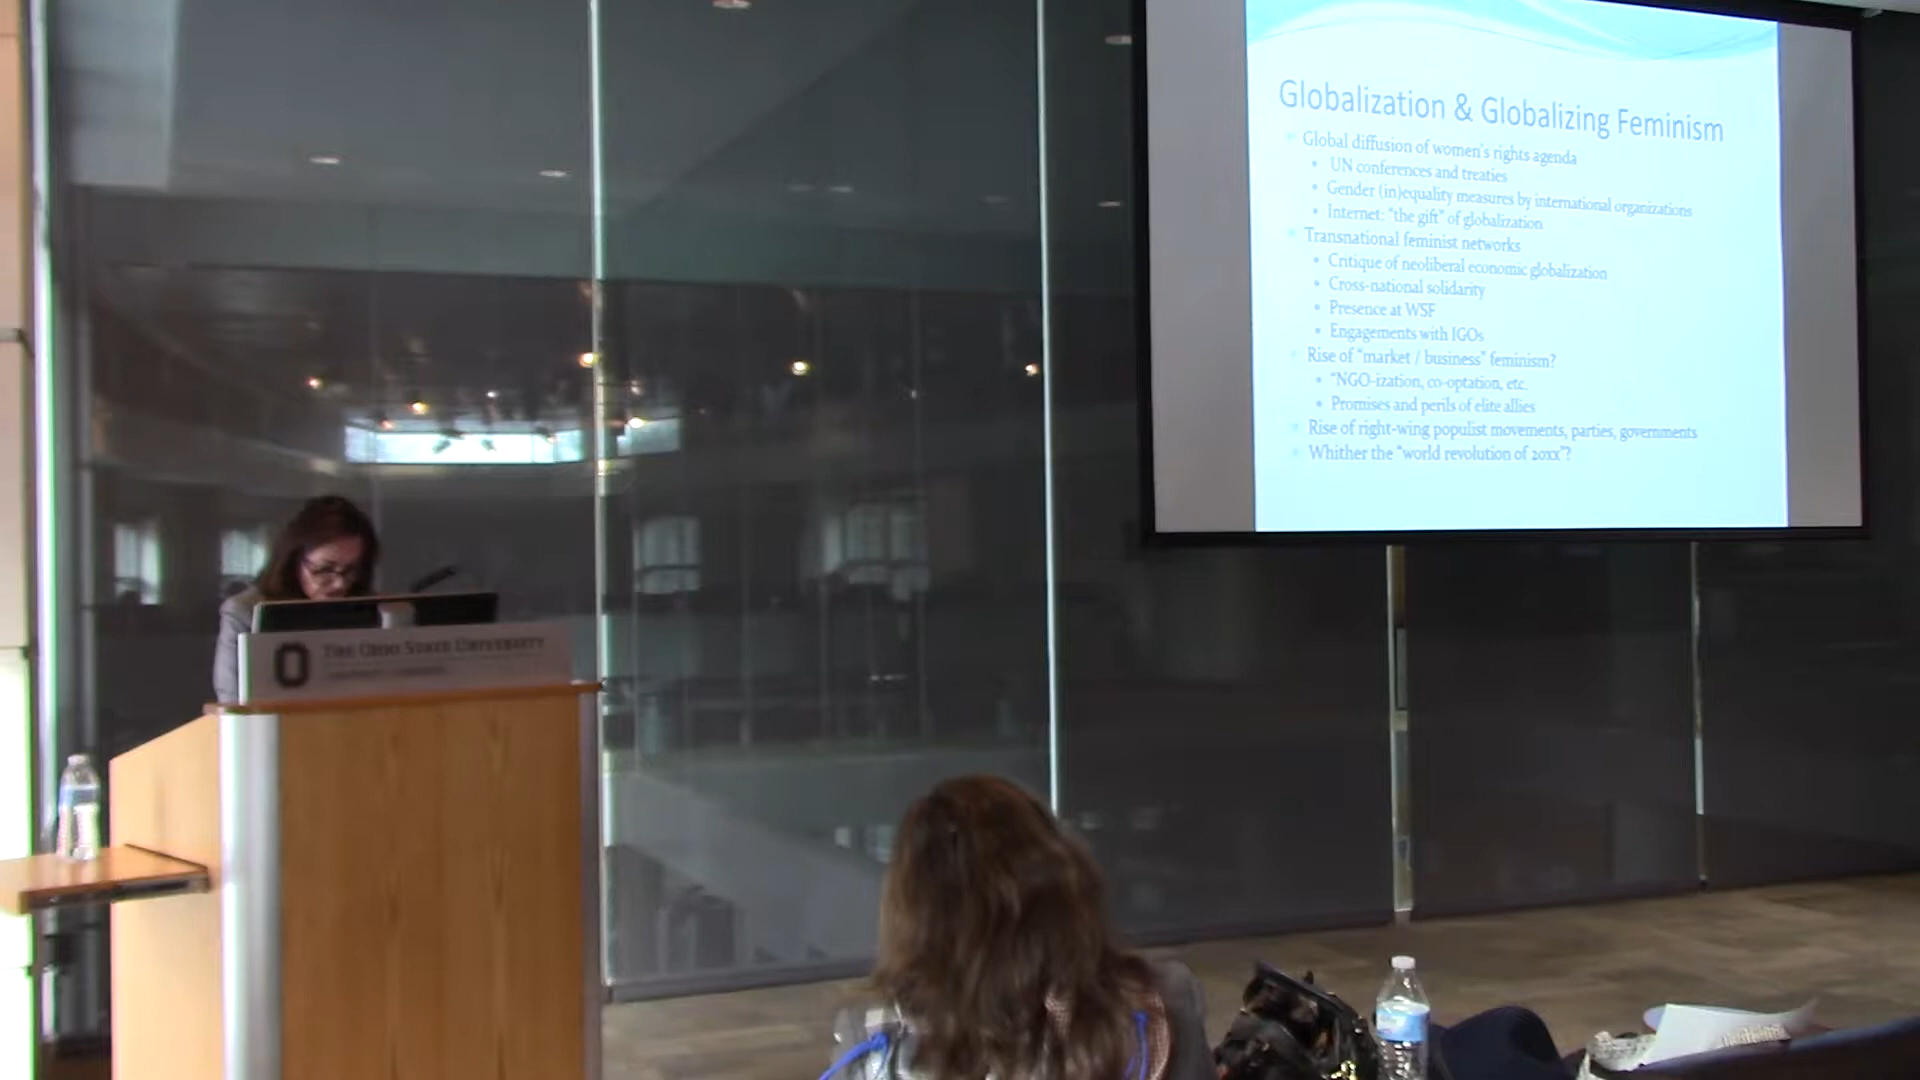 Globalization & Globalizing Feminism
Global diffusion of women's rights agenda
UN conferences and treaties
Gender (in)equality measures by international organizations
Internet: "the gift" of globalization
Transnational feminist networks
Critique of neoliberal economic globalization
Cross-national solidarity
Presence at WSF
Engagements with IGOs
Rise of "market / business" feminism?
"NGO-ization, co-optation, etc.
Promises and perils of elite allies
Rise of right-wing populist movements, parties, governments
Whither the "world revolution of 20xx"?
THE OHIO STATE UNIVERSITY